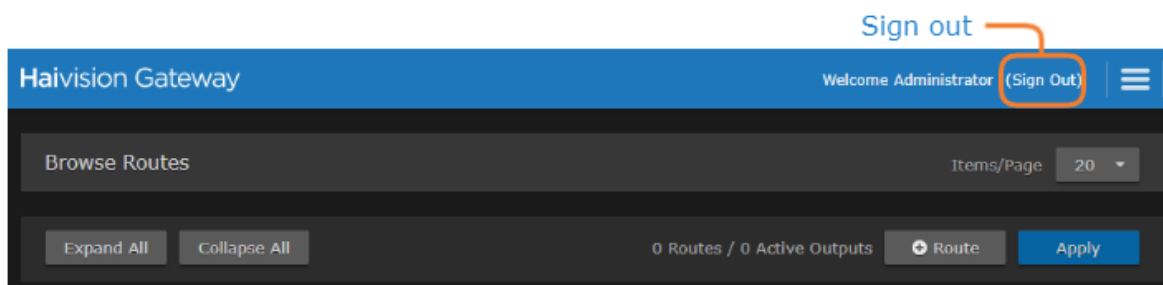 Sign out
Haivision Gateway
Welcome Administrator (Sign Out)
Browse Routes
Items/Page 20
Expand All Collapse All 0 Routes / 0 Active Outputs Route Apply